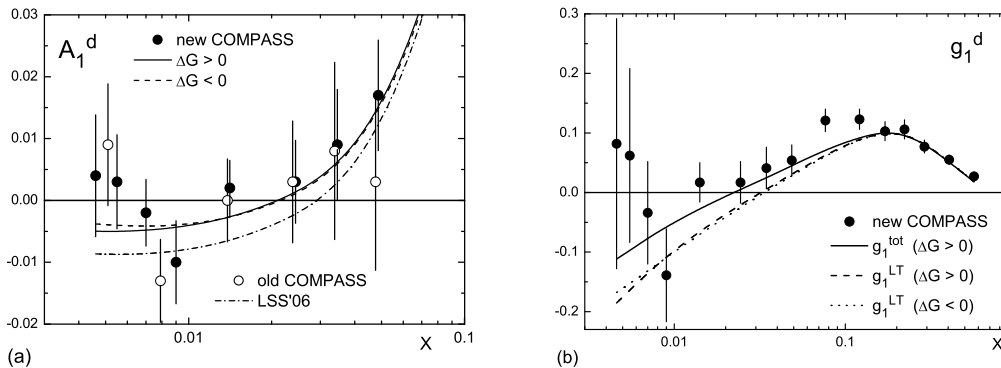 0.03
0.02
0.01
0.00
-0.01
-0.02
A₁ᵈ
new COMPASS
ΔG > 0
ΔG < 0
old COMPASS
LSS'06
0.01
0.1
X
(a)
0.3
0.2
0.1
0.0
-0.1
-0.2
g₁ᵈ
new COMPASS
g₁ᵗᵒᵗ (ΔG > 0)
g₁ᴸᵀ (ΔG > 0)
g₁ᴸᵀ (ΔG < 0)
0.01
0.1
X
(b)